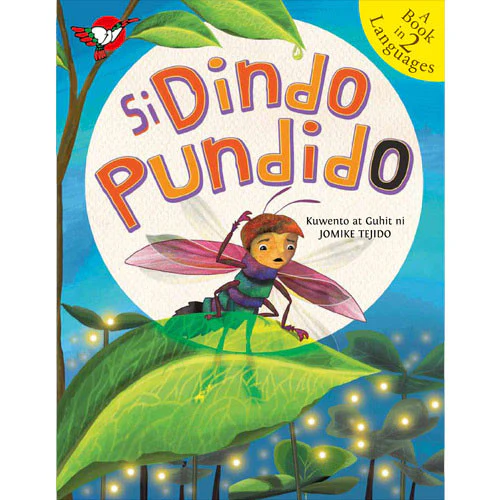 A
Book
in 2
Languages
Si Dindo
Pundido
Kuwento at Guhit ni
JOMIKE TEJIDO